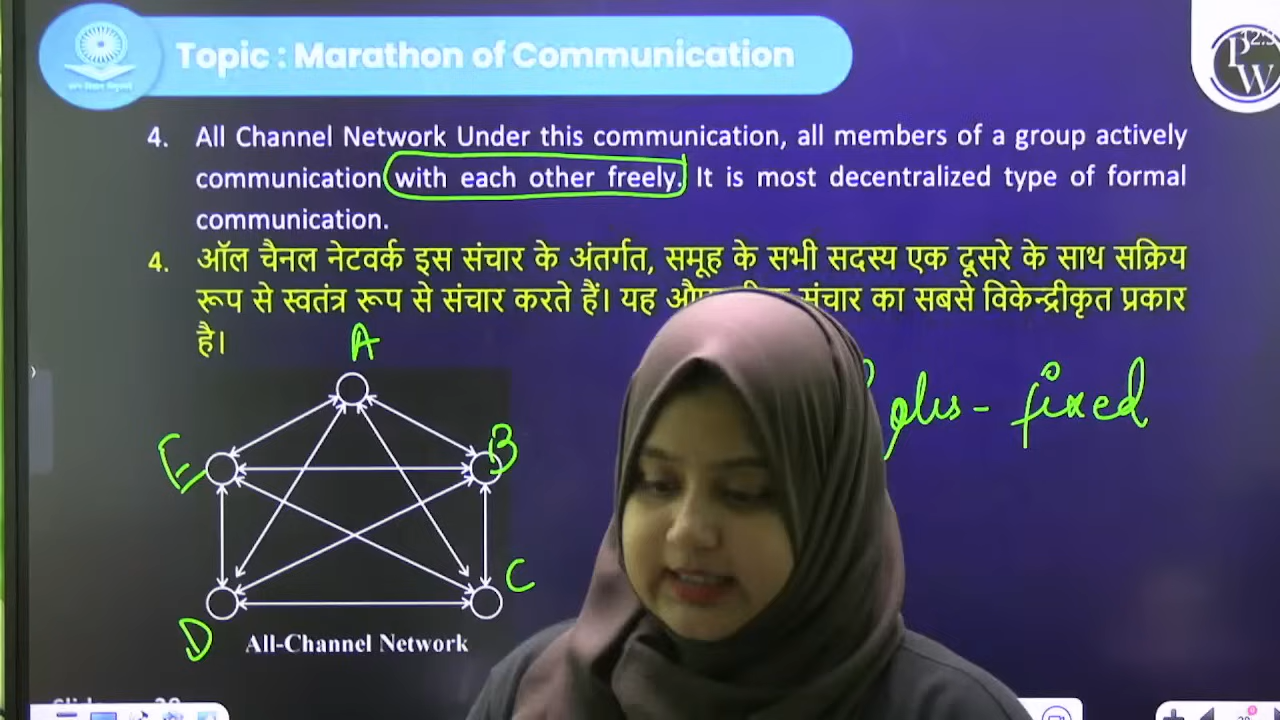 Topic : Marathon of Communication
PW
4. All Channel Network Under this communication, all members of a group actively
communication with each other freely. It is most decentralized type of formal
communication.
4. ऑल चैनल नेटवर्क इस संचार के अंतर्गत, समूह के सभी सदस्य एक दूसरे के साथ सक्रिय
रूप से स्वतंत्र रूप से संचार करते हैं। यह संचार का सबसे विकेन्द्रीकृत प्रकार
है।
A
- fixed
E
B
C
D
All-Channel Network